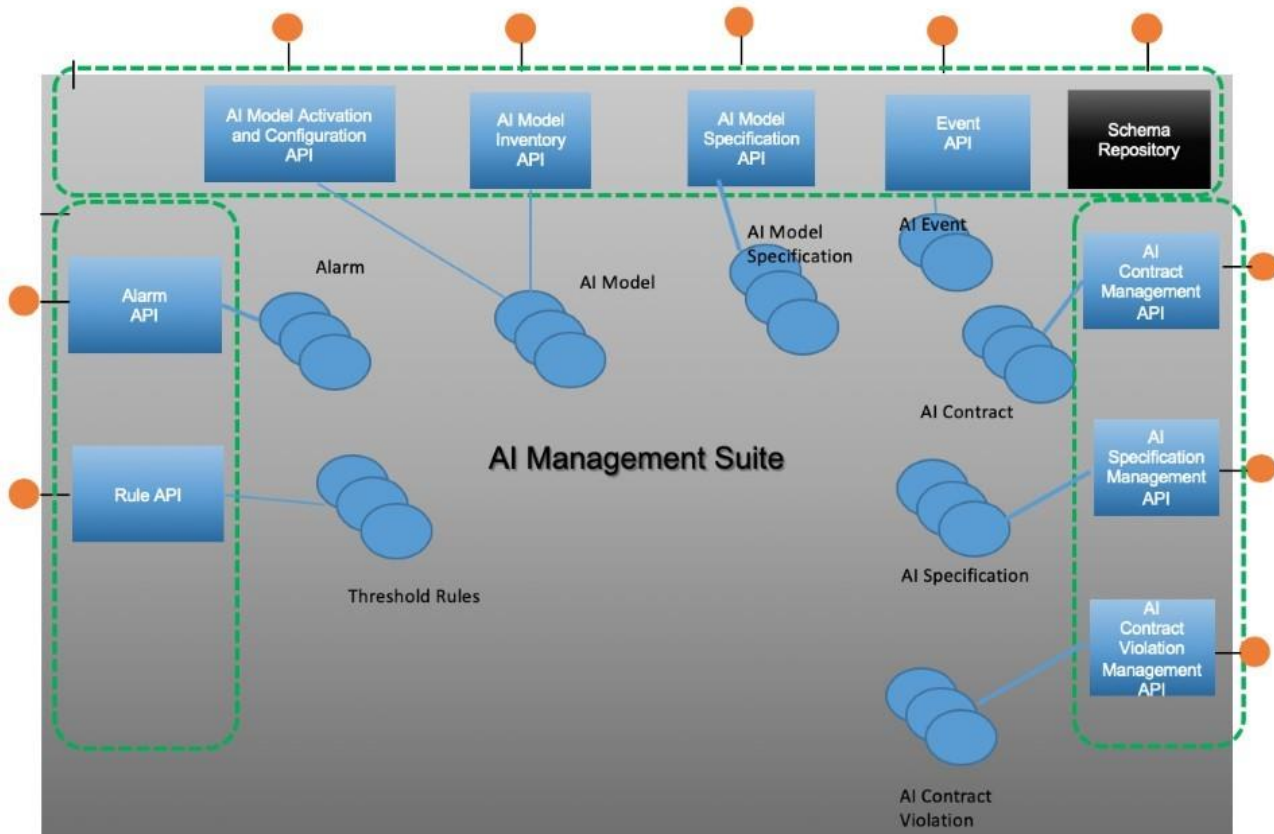 AI Model Activation
and Configuration
API
AI Model
Inventory
API
AI Model
Specification
API
Event
API
Schema
Repository
Alarm
API
Alarm
AI Model
AI Model
Specification
AI Event
AI
Contract
Management
API
AI Contract
AI Management Suite
Rule API
Threshold Rules
AI
Specification
Management
API
AI Specification
AI
Contract
Violation
Management
API
AI Contract
Violation